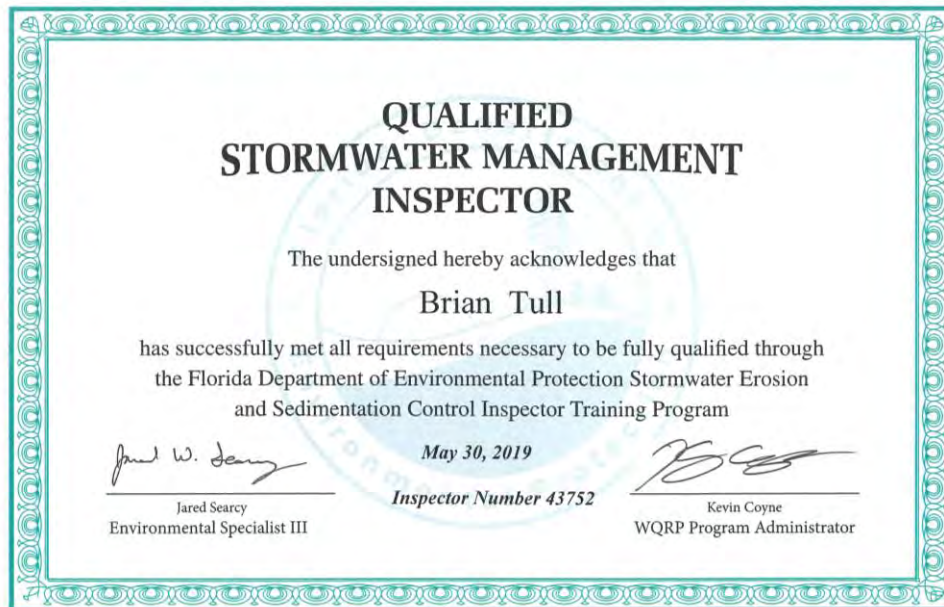 QUALIFIED
STORMWATER MANAGEMENT
INSPECTOR
The undersigned hereby acknowledges that
Brian Tull
has successfully met all requirements necessary to be fully qualified through
the Florida Department of Environmental Protection Stormwater Erosion
and Sedimentation Control Inspector Training Program
Jared W. Searcy
May 30, 2019
Inspector Number 43752
Jared Searcy
Environmental Specialist III
Kevin Coyne
WQRP Program Administrator